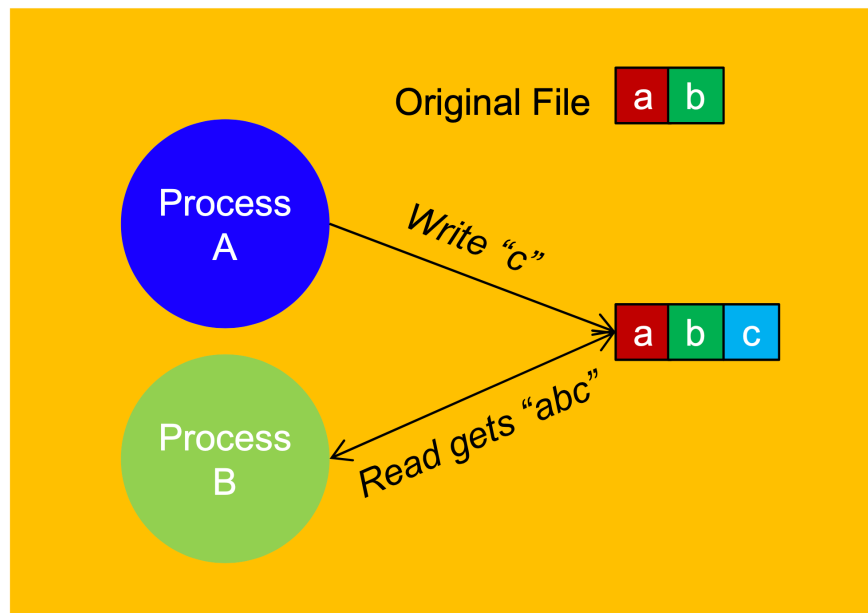 Original File
a b
Process
A
Write “c”
a b c
Process
B
Read gets “abc”